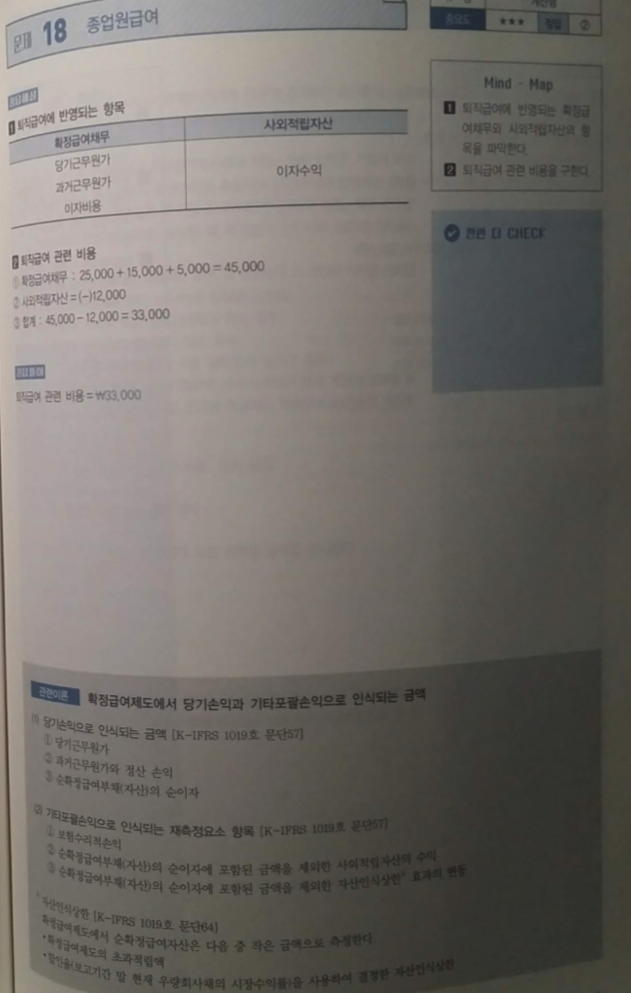 문제 18 종업원급여
계산형
중요도 ★★★ 정답 ②
정답해설
1 퇴직급여에 반영되는 항목
확정급여채무 사외적립자산
당기근무원가
과거근무원가
이자비용
이자수익
2 퇴직급여 관련 비용
① 확정급여채무 : 25,000 + 15,000 + 5,000 = 45,000
② 사외적립자산 = (-)12,000
③ 합계 : 45,000 - 12,000 = 33,000
퇴직급여 관련 비용 = ₩33,000
Mind - Map
1 퇴직급여에 반영되는 확정급
여채무와 사외적립자산의 항
목을 파악한다.
2 퇴직급여 관련 비용을 구한다.
한번 더 CHECK
관련이론 확정급여제도에서 당기손익과 기타포괄손익으로 인식되는 금액
(1) 당기손익으로 인식되는 금액 [K-IFRS 1019호 문단57]
① 당기근무원가
② 과거근무원가와 정산 손익
③ 순확정급여부채(자산)의 순이자
(2) 기타포괄손익으로 인식되는 재측정요소 항목 [K-IFRS 1019호 문단57]
① 보험수리적손익
② 순확정급여부채(자산)의 순이자에 포함된 금액을 제외한 사외적립자산의 수익
③ 순확정급여부채(자산)의 순이자에 포함된 금액을 제외한 자산인식상한* 효과의 변동
* 자산인식상한 [K-IFRS 1019호 문단64]
확정급여제도에서 순확정급여자산은 다음 중 작은 금액으로 측정한다.
• 확정급여제도의 초과적립액
• 할인율(보고기간 말 현재 우량회사채의 시장수익률)을 사용하여 결정한 자산인식상한